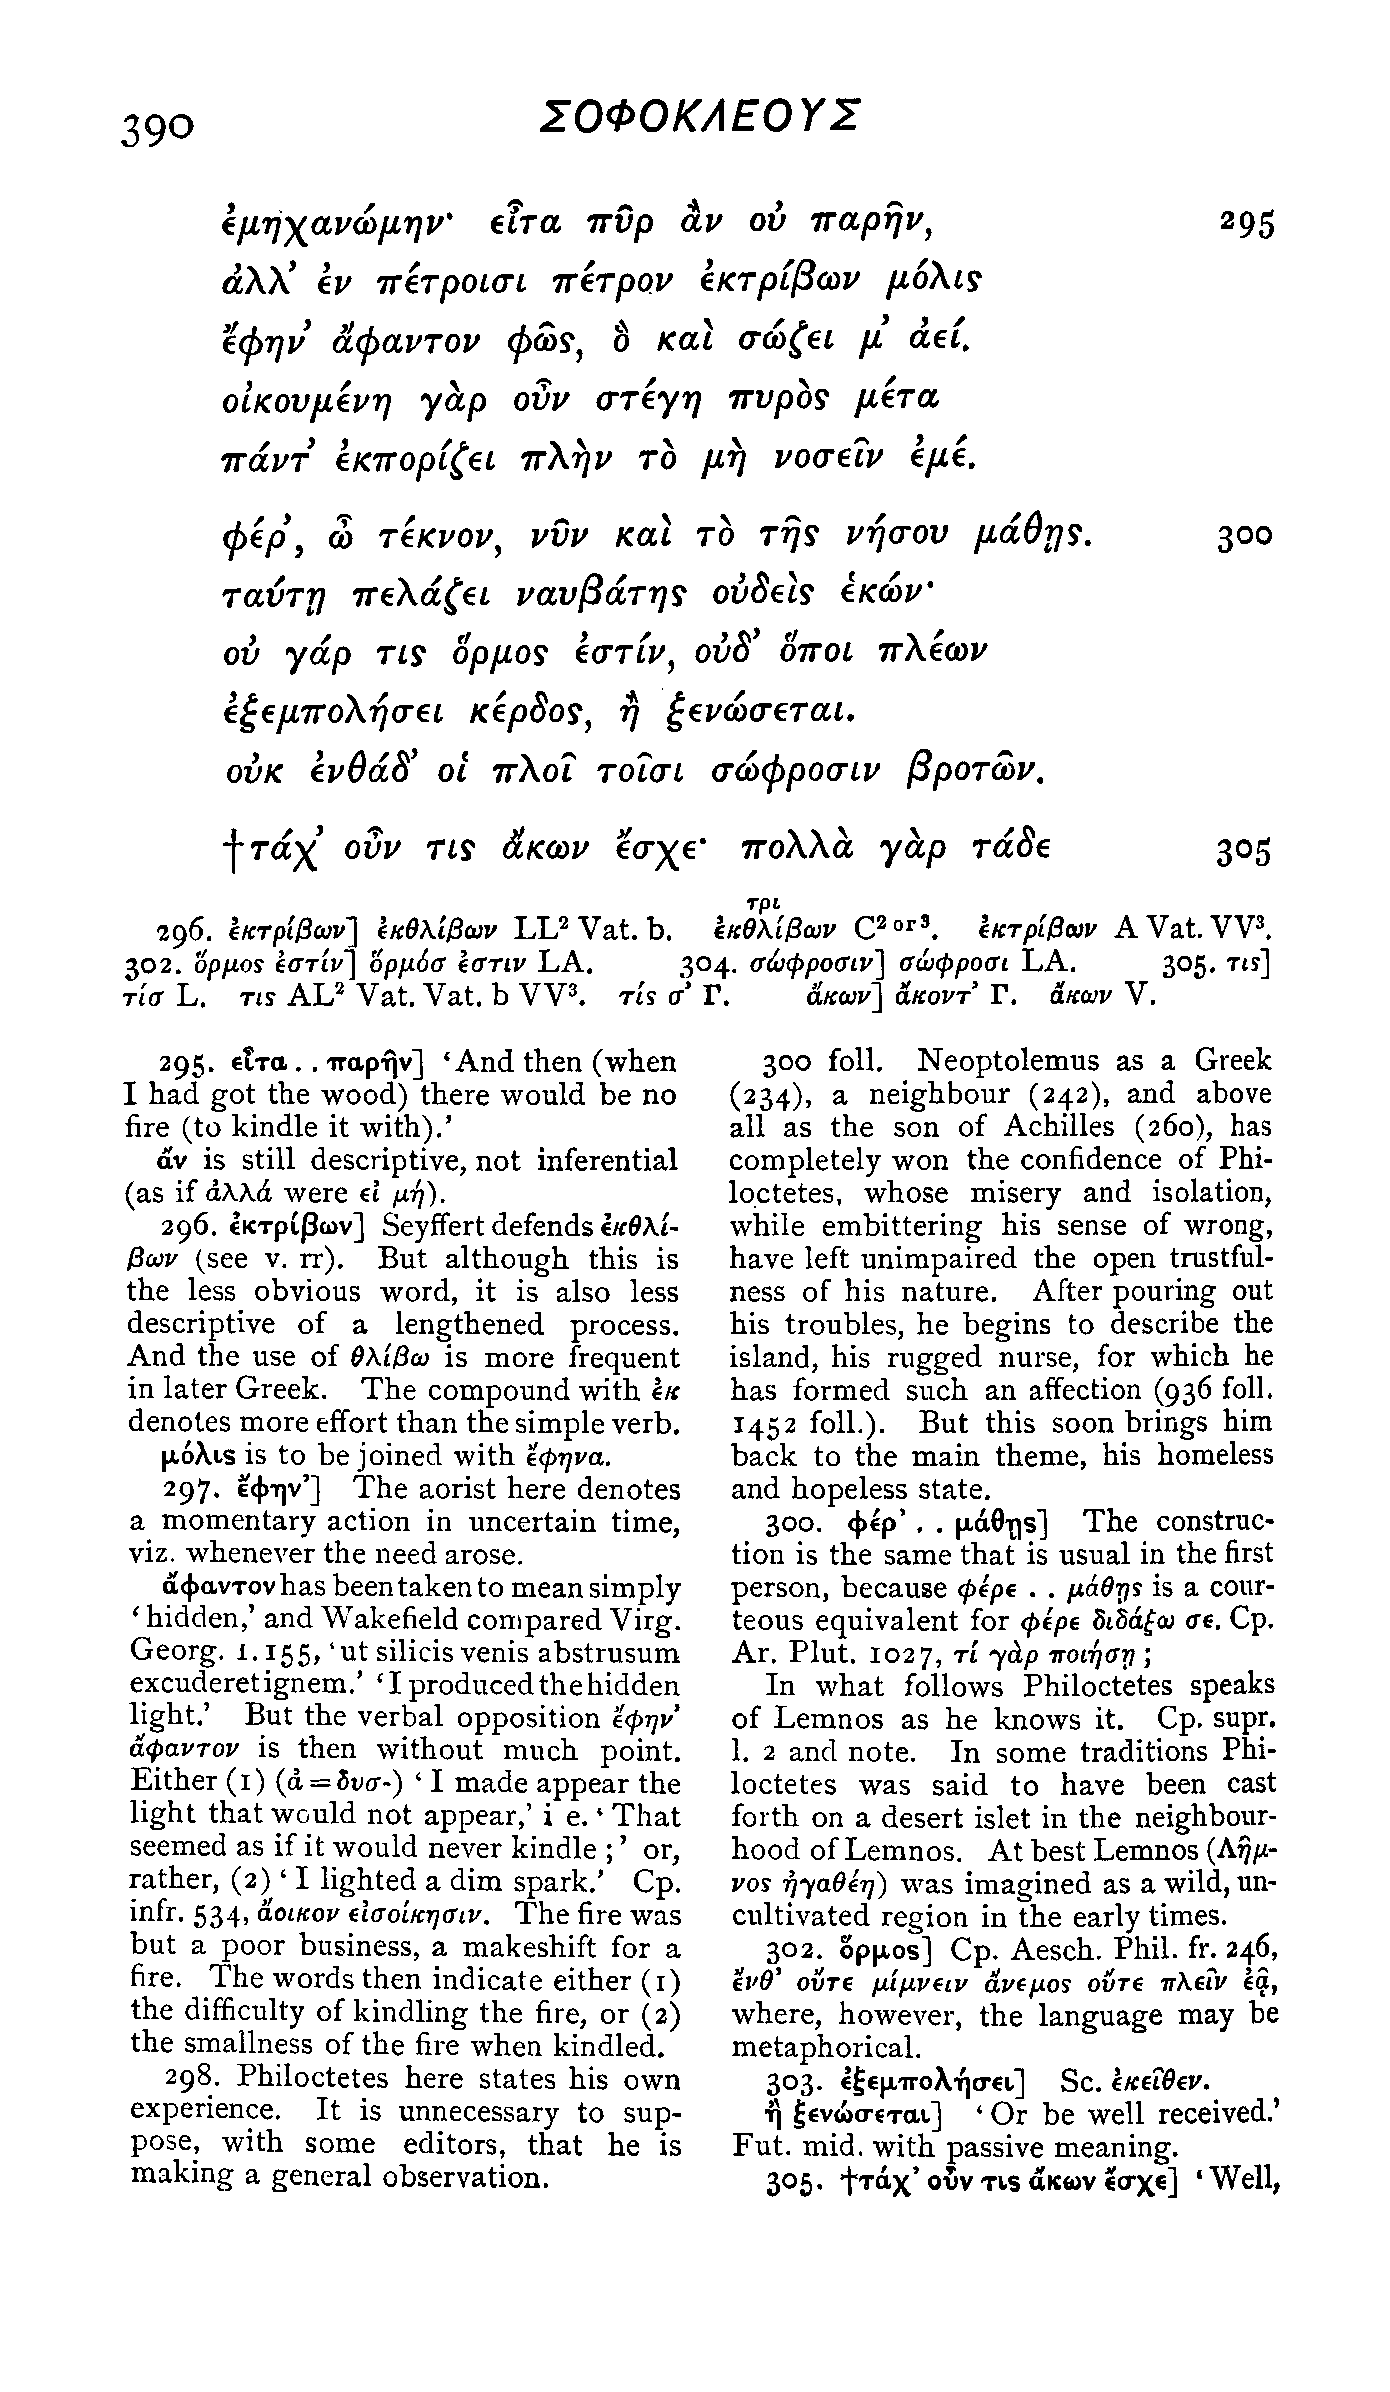 390
ΣΟΦΟΚΛΕΟΥΣ
ἐμηχανώμην· εἶτα πῦρ ἂν οὐ παρῆν, 295
ἀλλ’ ἐν πέτροισι πέτρον ἐκτρίβων μόλις
ἔφην’ ἄφαντον φῶς, ὃ καὶ σώζει μ’ ἀεί.
οἰκουμένη γὰρ οὖν στέγη πυρὸς μέτα
πάντ’ ἐκπορίζει πλὴν τὸ μὴ νοσεῖν ἐμέ.
φέρ’, ὦ τέκνον, νῦν καὶ τὸ τῆς νήσου μάθῃς. 300
ταύτῃ πελάζει ναυβάτης οὐδεὶς ἑκών·
οὐ γάρ τις ὅρμος ἐστίν, οὐδ’ ὅποι πλέων
ἐξεμπολήσει κέρδος, ἢ ξενώσεται.
οὐκ ἐνθάδ’ οἱ πλοῖ τοῖσι σώφροσιν βροτῶν.
†τάχ’ οὖν τις ἄκων ἔσχε· πολλὰ γὰρ τάδε 305
τρι
296. ἐκτρίβων] ἐκθλίβων LL² Vat. b. ἐκθλίβων C² or ³. ἐκτρίβων A Vat. VV³.
302. ὅρμος ἐστίν] ὅρμόσ ἐστιν LA. 304. σώφροσιν] σώφροσι LA. 305. τις]
τίσ L. τις AL² Vat. Vat. b VV³. τίς σ’ Γ. ἄκων] ἄκοντ’ Γ. ἄκων V.
295. εἶτα . . παρῆν] ‘And then (when
I had got the wood) there would be no
fire (to kindle it with).’
ἄν is still descriptive, not inferential
(as if ἀλλά were εἰ μή).
296. ἐκτρίβων] Seyffert defends ἐκθλί-
βων (see v. rr). But although this is
the less obvious word, it is also less
descriptive of a lengthened process.
And the use of θλίβω is more frequent
in later Greek. The compound with ἐκ
denotes more effort than the simple verb.
μόλις is to be joined with ἔφηνα.
297. ἔφην’] The aorist here denotes
a momentary action in uncertain time,
viz. whenever the need arose.
ἄφαντον has been taken to mean simply
‘hidden,’ and Wakefield compared Virg.
Georg. 1. 155, ‘ut silicis venis abstrusum
excuderet ignem.’ ‘I produced the hidden
light.’ But the verbal opposition ἔφην’
ἄφαντον is then without much point.
Either (1) (ἀ = δυσ-) ‘I made appear the
light that would not appear,’ i e. ‘That
seemed as if it would never kindle ;’ or,
rather, (2) ‘I lighted a dim spark.’ Cp.
infr. 534, ἄοικον εἰσοίκησιν. The fire was
but a poor business, a makeshift for a
fire. The words then indicate either (1)
the difficulty of kindling the fire, or (2)
the smallness of the fire when kindled.
298. Philoctetes here states his own
experience. It is unnecessary to sup-
pose, with some editors, that he is
making a general observation.
300 foll. Neoptolemus as a Greek
(234), a neighbour (242), and above
all as the son of Achilles (260), has
completely won the confidence of Phi-
loctetes, whose misery and isolation,
while embittering his sense of wrong,
have left unimpaired the open trustful-
ness of his nature. After pouring out
his troubles, he begins to describe the
island, his rugged nurse, for which he
has formed such an affection (936 foll.
1452 foll.). But this soon brings him
back to the main theme, his homeless
and hopeless state.
300. φέρ’ . . μάθῃς] The construc-
tion is the same that is usual in the first
person, because φέρε . . μάθῃς is a cour-
teous equivalent for φέρε διδάξω σε. Cp.
Ar. Plut. 1027, τί γὰρ ποιήσῃ ;
In what follows Philoctetes speaks
of Lemnos as he knows it. Cp. supr.
l. 2 and note. In some traditions Phi-
loctetes was said to have been cast
forth on a desert islet in the neighbour-
hood of Lemnos. At best Lemnos (Λῆμ-
νος ἠγαθέη) was imagined as a wild, un-
cultivated region in the early times.
302. ὅρμος] Cp. Aesch. Phil. fr. 246,
ἔνθ’ οὔτε μίμνειν ἄνεμος οὔτε πλεῖν ἐᾷ,
where, however, the language may be
metaphorical.
303. ἐξεμπολήσει] Sc. ἐκεῖθεν.
ἢ ξενώσεται] ‘Or be well received.’
Fut. mid. with passive meaning.
305. †τάχ’ οὖν τις ἄκων ἔσχε] ‘Well,